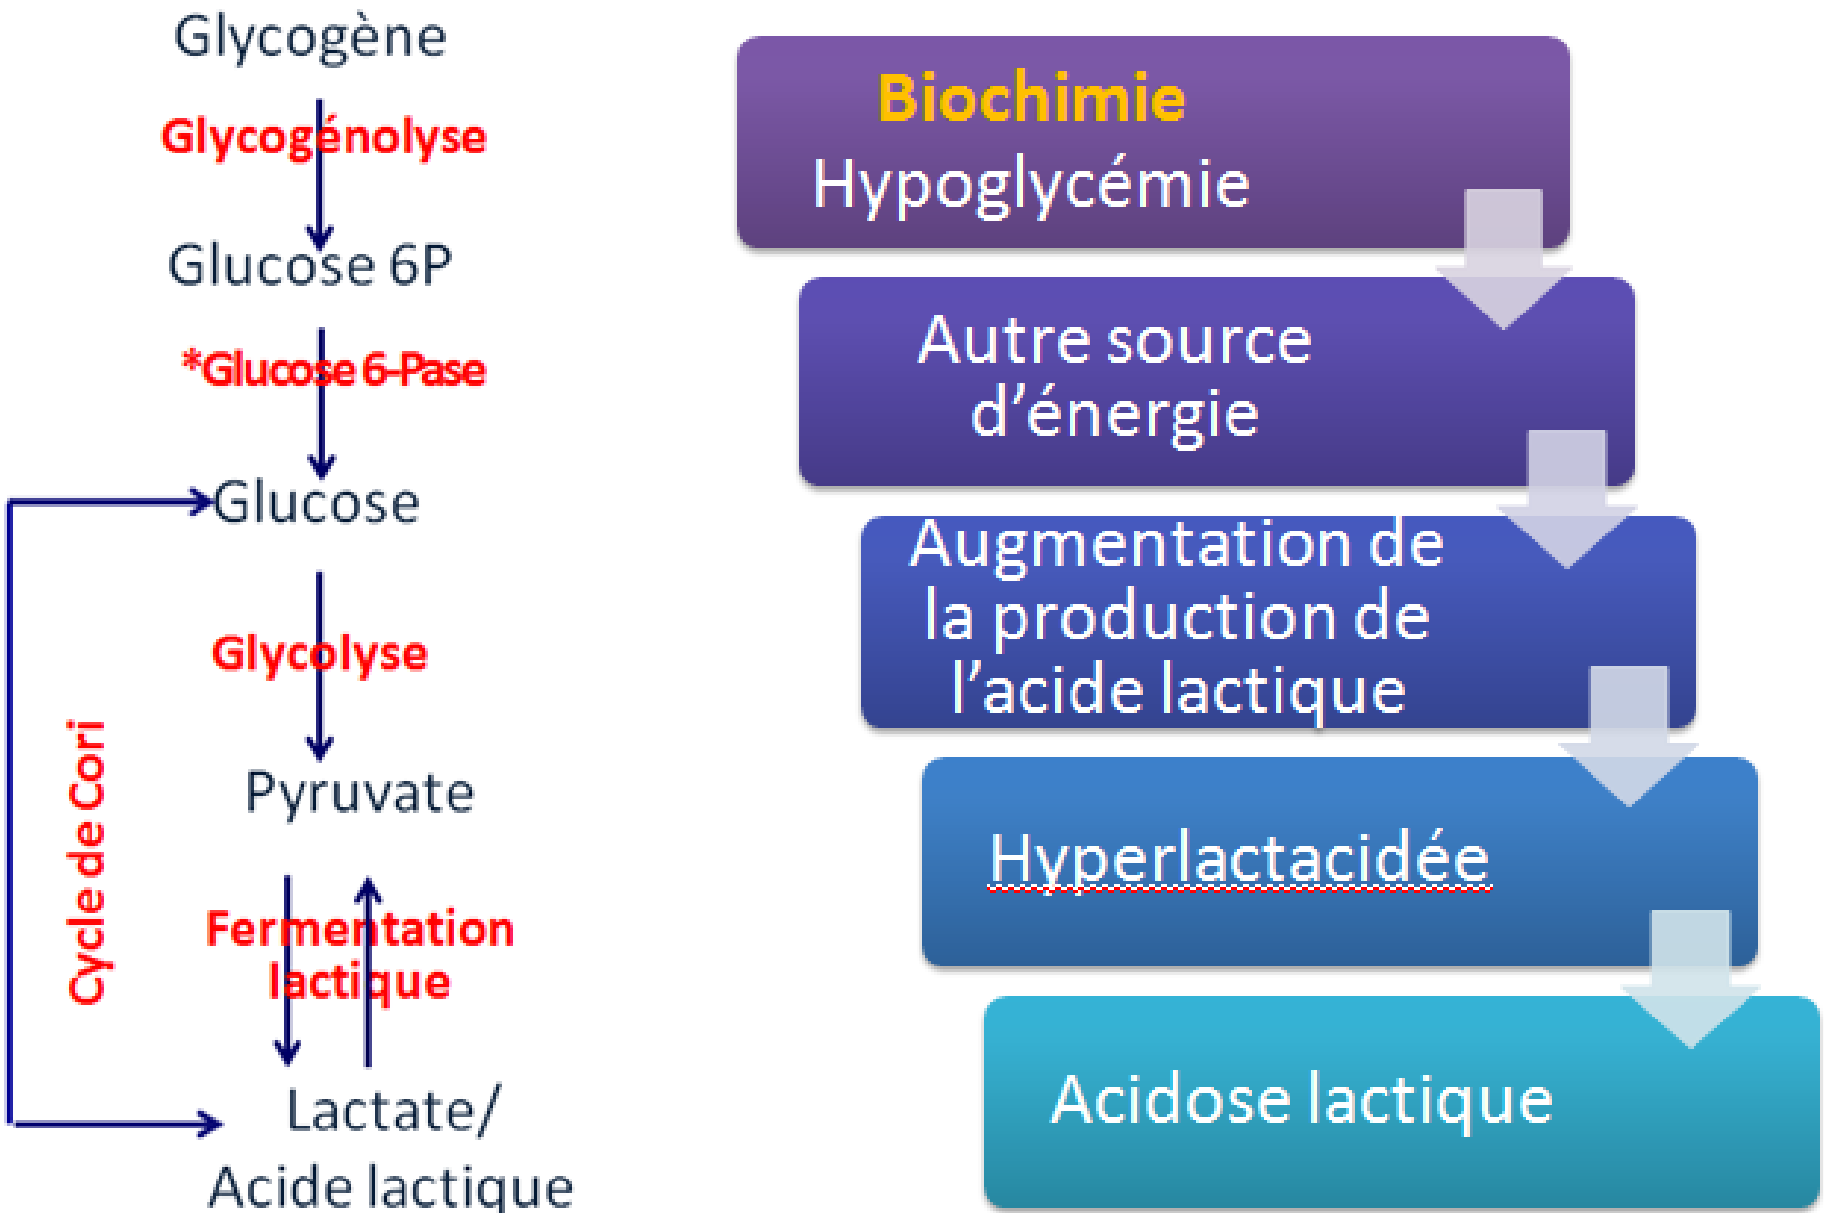 Glycogène
Glycogénolyse
Glucose 6P
*Glucose 6-Pase
Glucose
Glycolyse
Pyruvate
Cycle de Cori
Fermentation
lactique
Lactate/
Acide lactique
Biochimie
Hypoglycémie
Autre source
d’énergie
Augmentation de
la production de
l’acide lactique
Hyperlactacidée
Acidose lactique